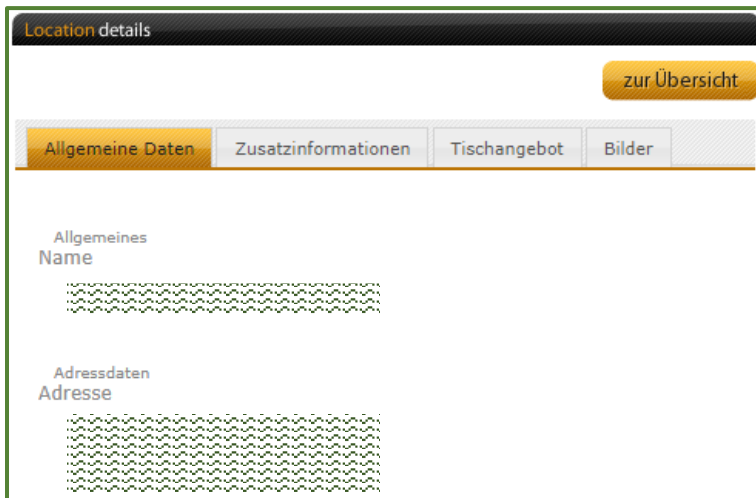 Location details
zur Übersicht
Allgemeine Daten Zusatzinformationen Tischangebot Bilder
Allgemeines
Name
Adressdaten
Adresse